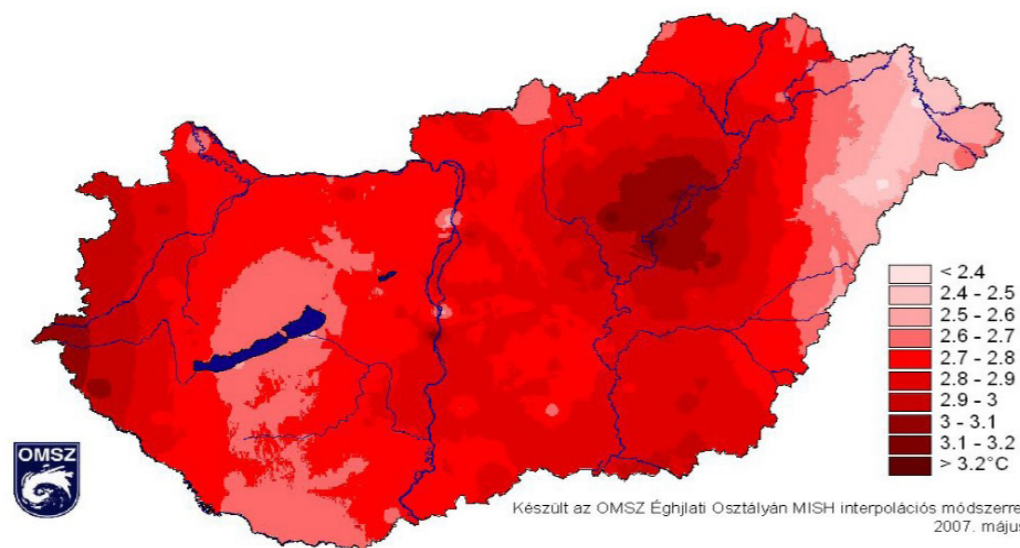 < 2.4
2.4 - 2.5
2.5 - 2.6
2.6 - 2.7
2.7 - 2.8
2.8 - 2.9
2.9 - 3
3 - 3.1
3.1 - 3.2
> 3.2°C
OMSZ
Készült az OMSZ Éghjlati Osztályán MISH interpolációs módszerre
2007. május